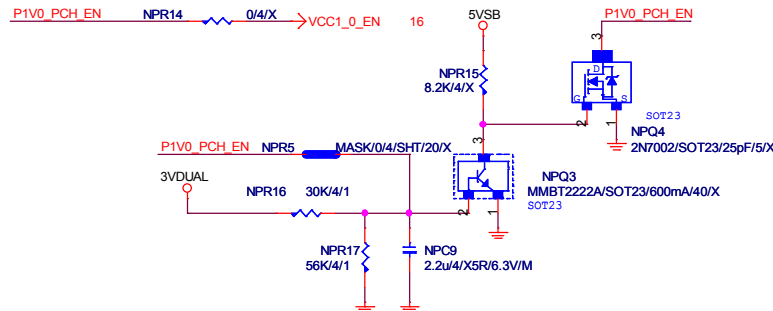 P1V0_PCH_EN NPR14 0/4/X VCC1_0_EN 16
5VSB
P1V0_PCH_EN
3
D
G S
2 1
SOT23
NPQ4
2N7002/SOT23/25pF/5/X
NPR15
8.2K/4/X
P1V0_PCH_EN NPR5 MASK/0/4/SHT/20/X
3
NPQ3
MMBT2222A/SOT23/600mA/40/X
SOT23
2 1
3VDUAL
NPR16 30K/4/1
NPR17
56K/4/1
NPC9
2.2u/4/X5R/6.3V/M